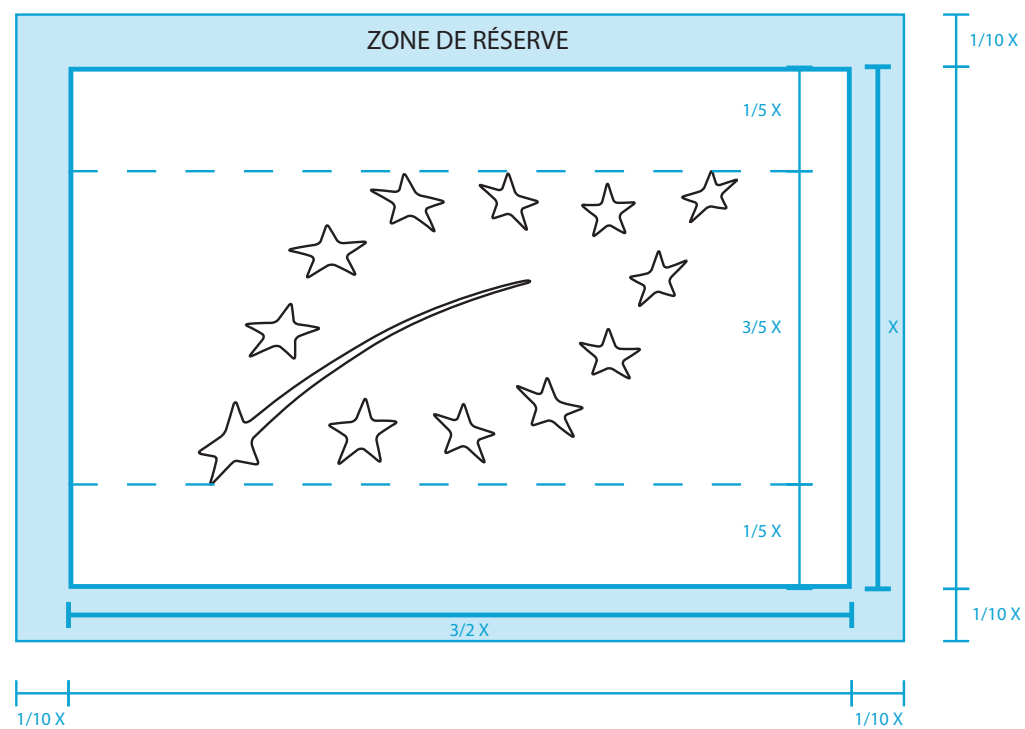 ZONE DE RÉSERVE
1/10 X
1/5 X
3/5 X
X
1/5 X
1/10 X
3/2 X
1/10 X
1/10 X